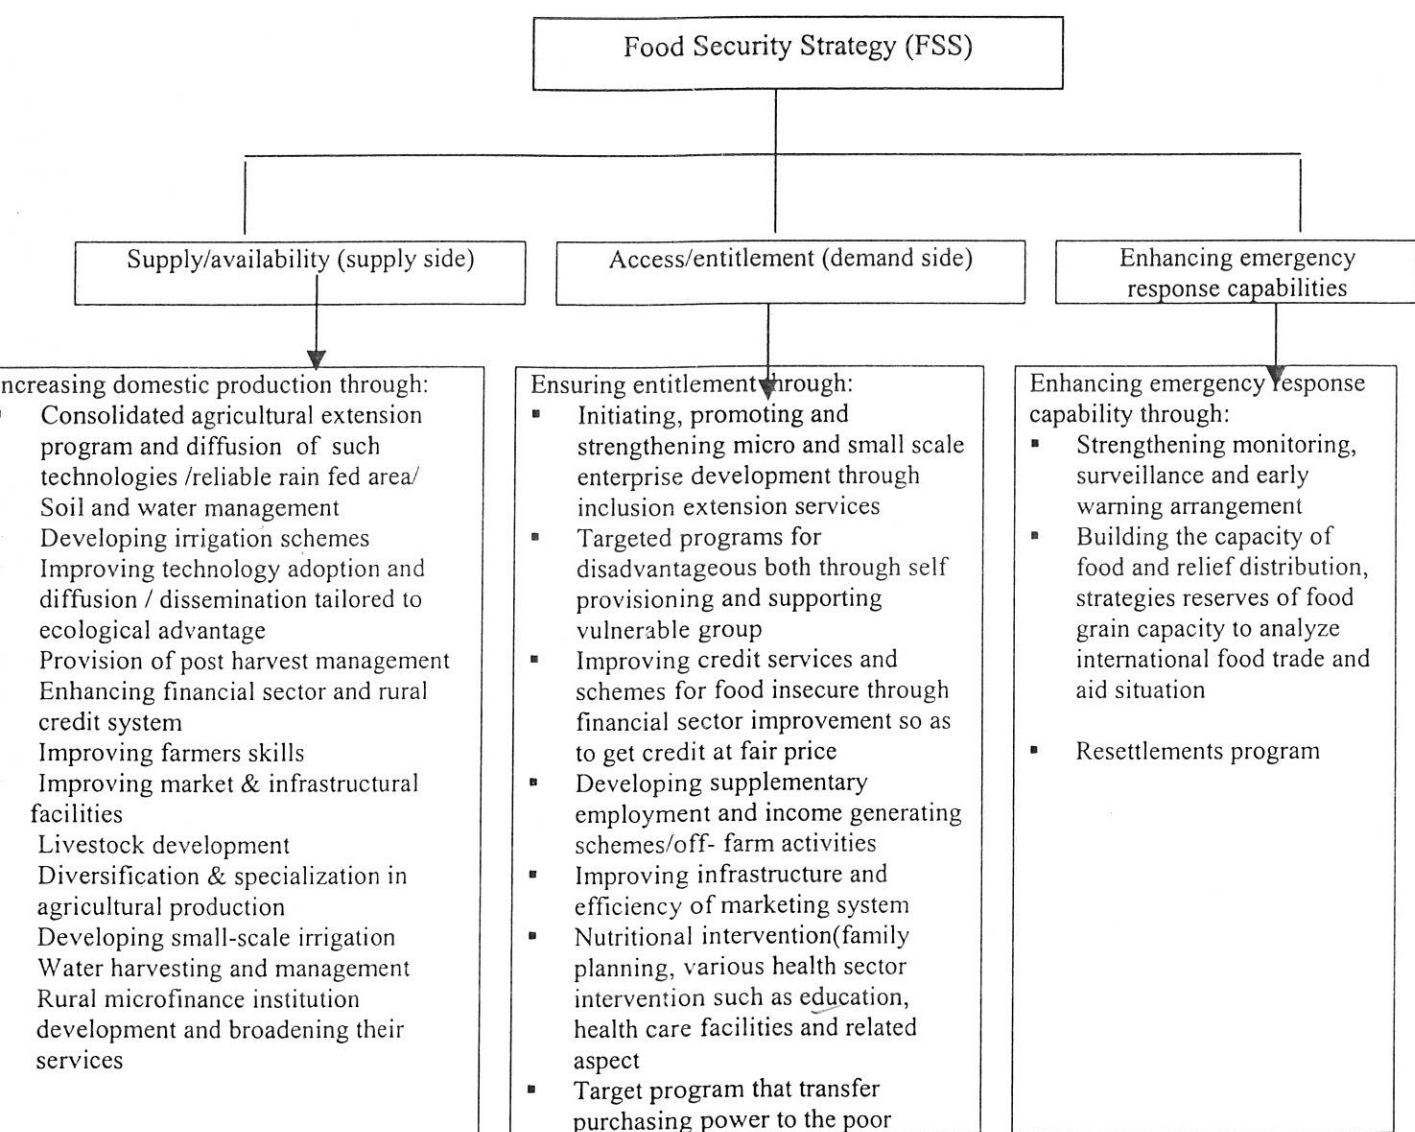 Food Security Strategy (FSS)
Supply/availability (supply side)
Access/entitlement (demand side)
Enhancing emergency
response capabilities
ncreasing domestic production through:
Consolidated agricultural extension
program and diffusion of such
technologies /reliable rain fed area/
Soil and water management
Developing irrigation schemes
Improving technology adoption and
diffusion / dissemination tailored to
ecological advantage
Provision of post harvest management
Enhancing financial sector and rural
credit system
Improving farmers skills
Improving market & infrastructural
facilities
Livestock development
Diversification & specialization in
agricultural production
Developing small-scale irrigation
Water harvesting and management
Rural microfinance institution
development and broadening their
services
Ensuring entitlement through:
▪ Initiating, promoting and
strengthening micro and small scale
enterprise development through
inclusion extension services
▪ Targeted programs for
disadvantageous both through self
provisioning and supporting
vulnerable group
▪ Improving credit services and
schemes for food insecure through
financial sector improvement so as
to get credit at fair price
▪ Developing supplementary
employment and income generating
schemes/off- farm activities
▪ Improving infrastructure and
efficiency of marketing system
▪ Nutritional intervention(family
planning, various health sector
intervention such as education,
health care facilities and related
aspect
▪ Target program that transfer
purchasing power to the poor
Enhancing emergency response
capability through:
▪ Strengthening monitoring,
surveillance and early
warning arrangement
▪ Building the capacity of
food and relief distribution,
strategies reserves of food
grain capacity to analyze
international food trade and
aid situation
▪ Resettlements program